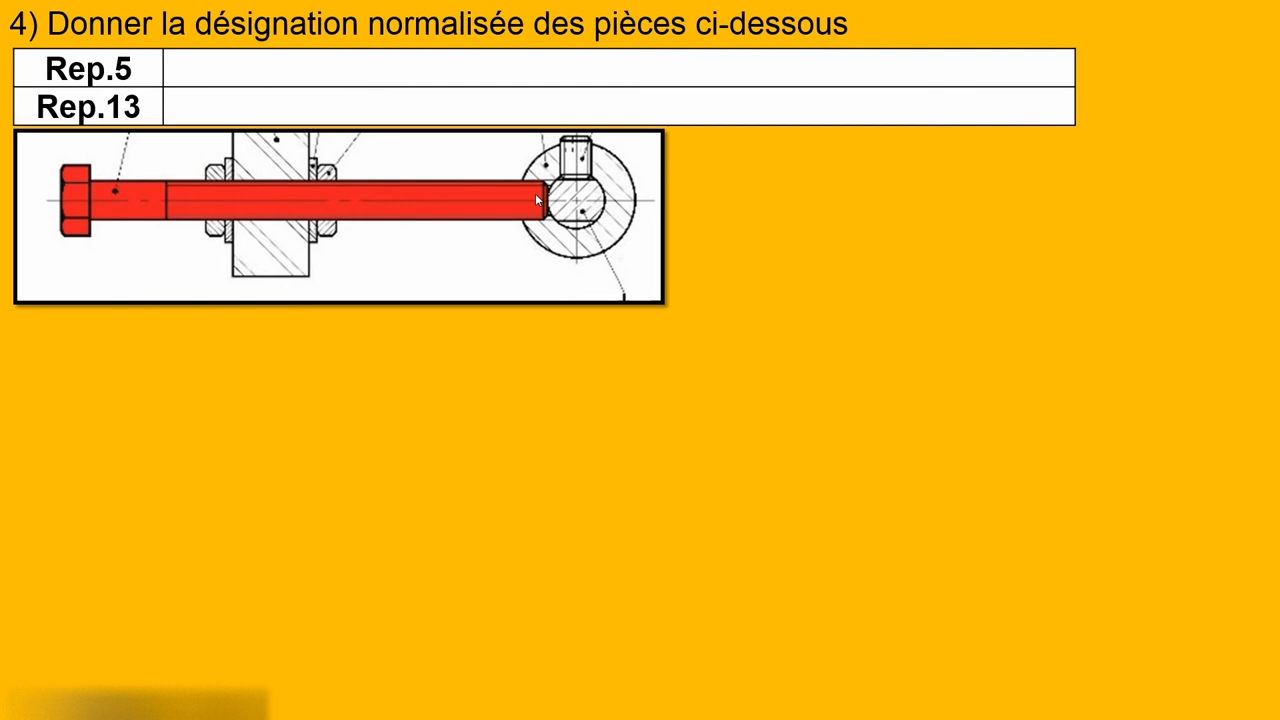 4) Donner la désignation normalisée des pièces ci-dessous
Rep.5
Rep.13